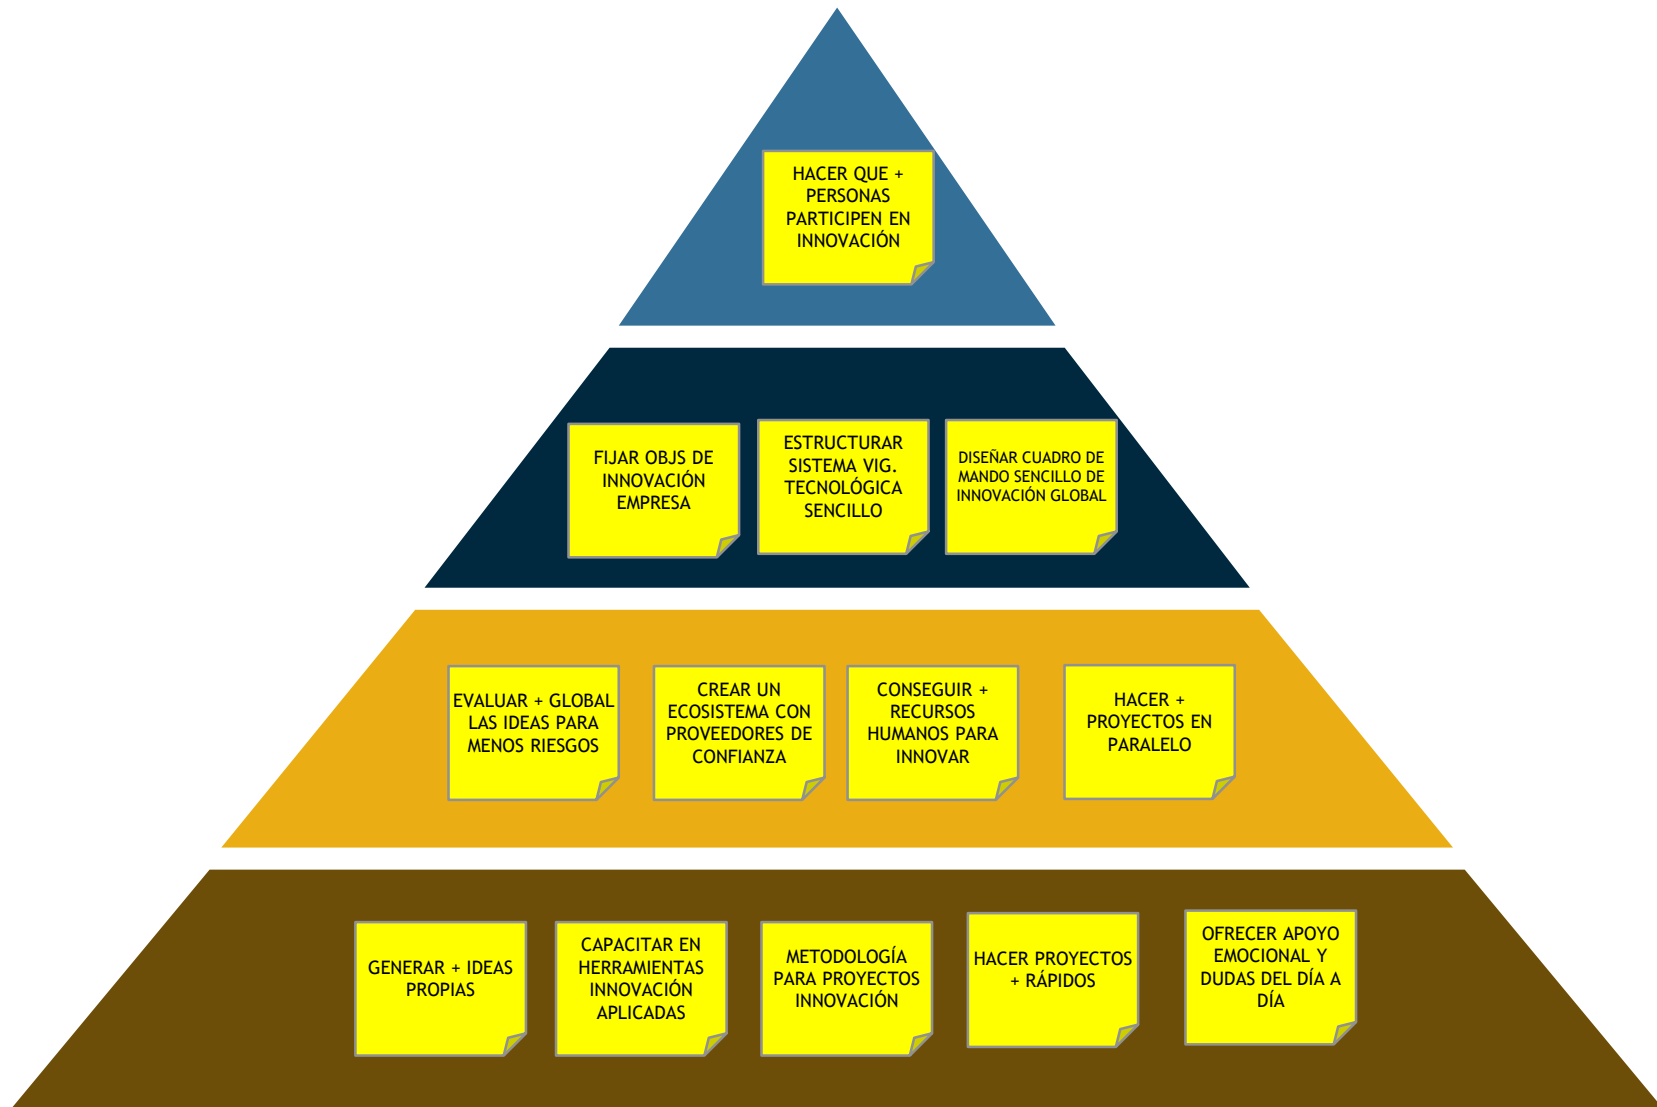 HACER QUE +
PERSONAS
PARTICIPEN EN
INNOVACIÓN
FIJAR OBJS DE
INNOVACIÓN
EMPRESA
ESTRUCTURAR
SISTEMA VIG.
TECNOLÓGICA
SENCILLO
DISEÑAR CUADRO DE
MANDO SENCILLO DE
INNOVACIÓN GLOBAL
EVALUAR + GLOBAL
LAS IDEAS PARA
MENOS RIESGOS
CREAR UN
ECOSISTEMA CON
PROVEEDORES DE
CONFIANZA
CONSEGUIR +
RECURSOS
HUMANOS PARA
INNOVAR
HACER +
PROYECTOS EN
PARALELO
GENERAR + IDEAS
PROPIAS
CAPACITAR EN
HERRAMIENTAS
INNOVACIÓN
APLICADAS
METODOLOGÍA
PARA PROYECTOS
INNOVACIÓN
HACER PROYECTOS
+ RÁPIDOS
OFRECER APOYO
EMOCIONAL Y
DUDAS DEL DÍA A
DÍA